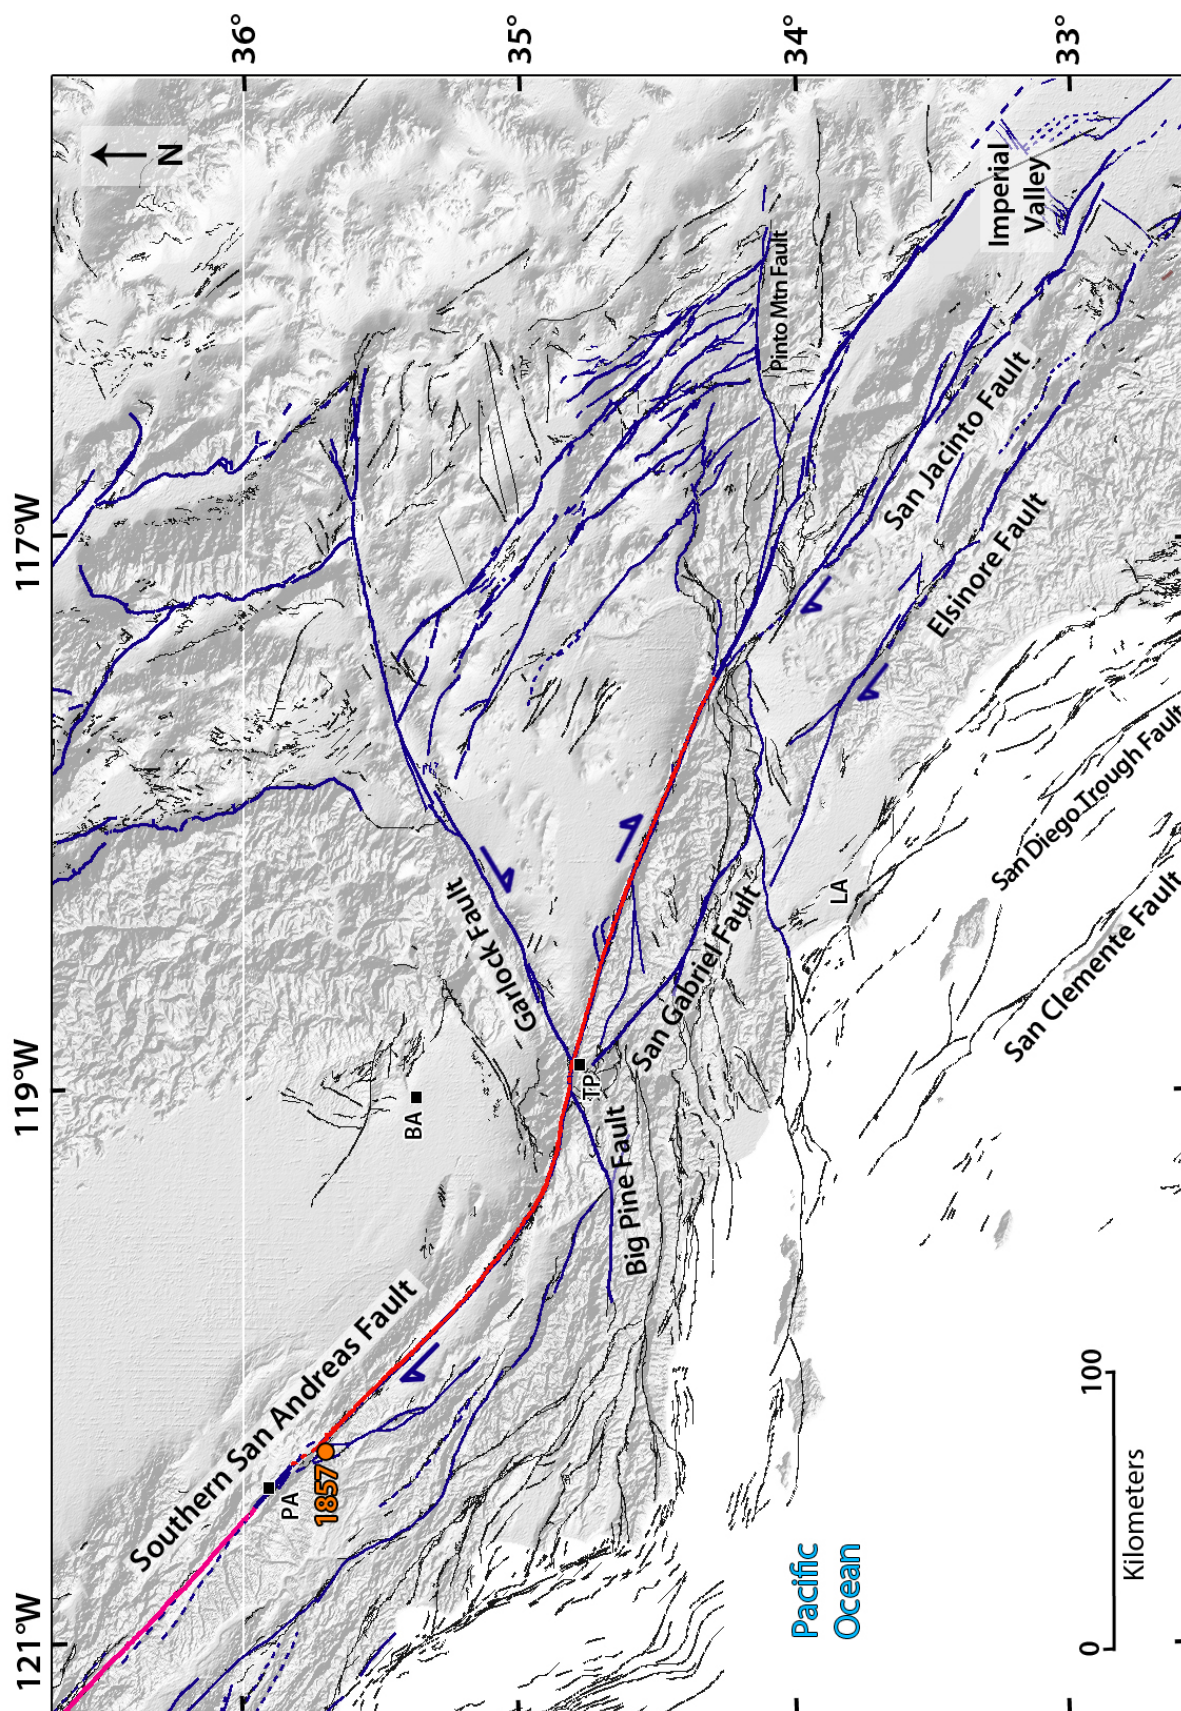 121°W
119°W
117°W
36°
35°
34°
33°
N
Southern San Andreas Fault
PA
1857
BA
Garlock Fault
TP
Big Pine Fault
San Gabriel Fault
LA
Pinto Mtn Fault
San Jacinto Fault
Elsinore Fault
Imperial
Valley
San Diego Trough Fault
San Clemente Fault
Pacific
Ocean
0
100
Kilometers